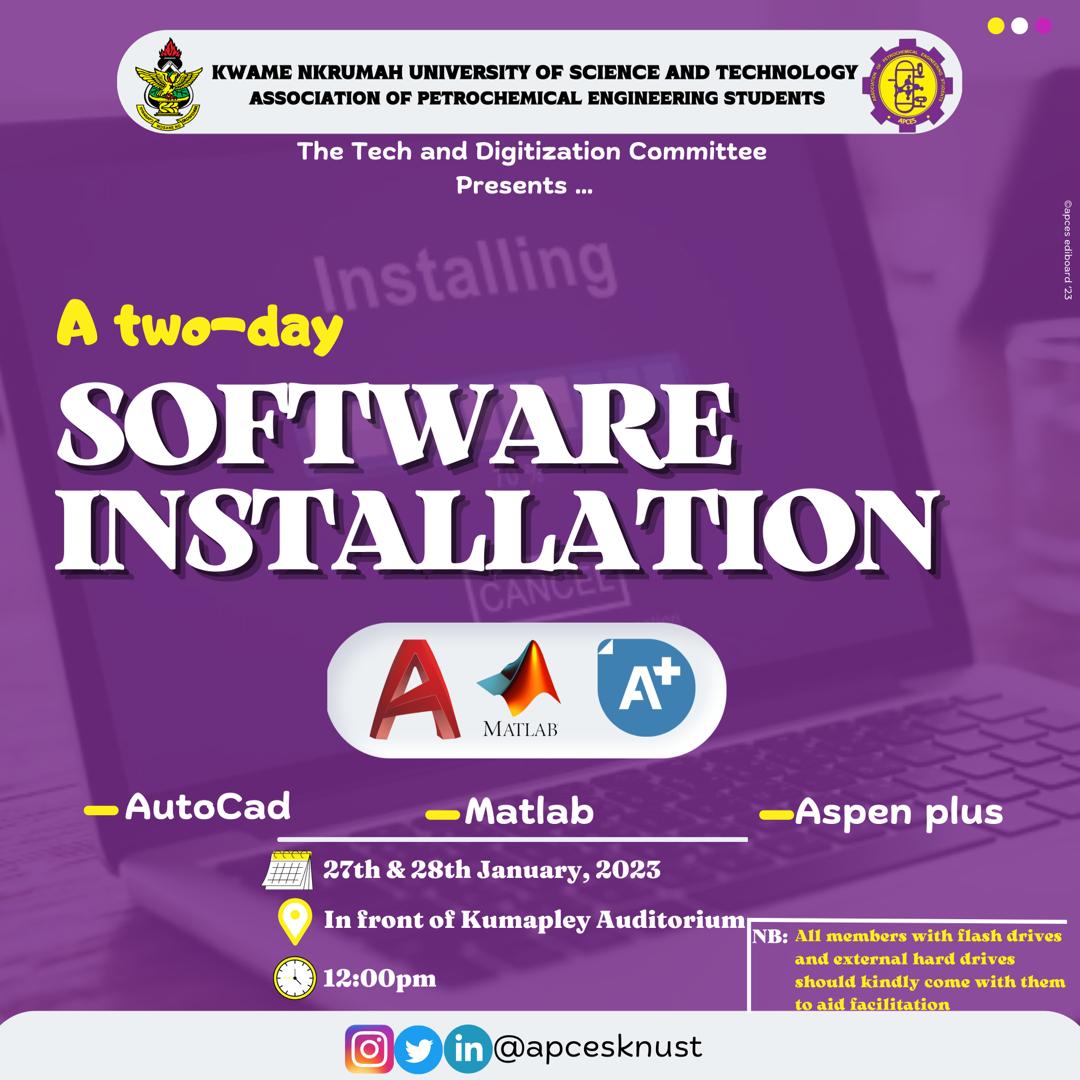 KWAME NKRUMAH UNIVERSITY OF SCIENCE AND TECHNOLOGY
ASSOCIATION OF PETROCHEMICAL ENGINEERING STUDENTS
The Tech and Digitization Committee
Presents ...
©apces ediboard '23
Installing
A two-day
SOFTWARE
INSTALLATION
70 %
CANCEL
A
MATLAB
A+
AutoCad
Matlab
Aspen plus
27th & 28th January, 2023
In front of Kumapley Auditorium
12:00pm
NB: All members with flash drives
and external hard drives
should kindly come with them
to aid facilitation
@apcesknust
APCES